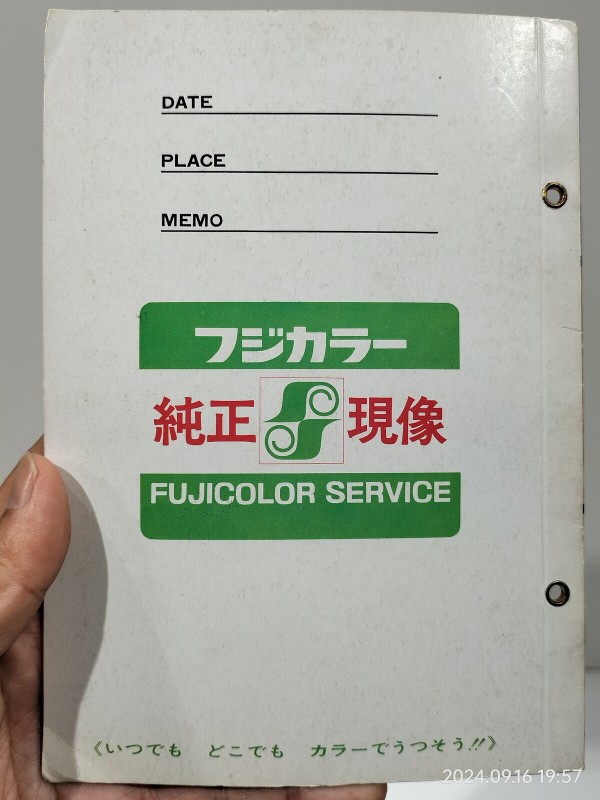 DATE
PLACE
MEMO
フジカラー
純正 現像
FUJICOLOR SERVICE
《いつでも どこでも カラーでうつそう!!》
2024.09.16 19:57